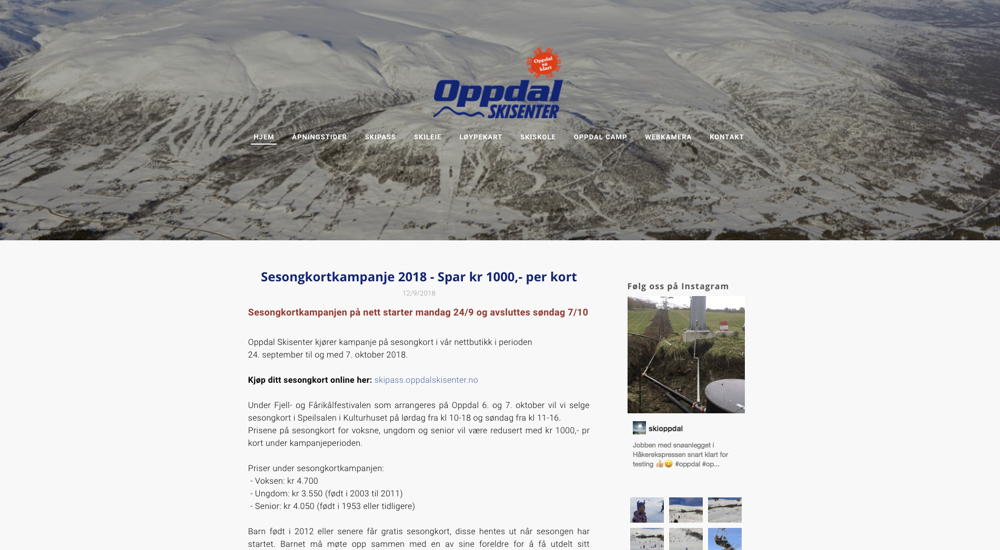 Oppdal
så
klart
Oppdal
SKISENTER
HJEM ÅPNINGSTIDER SKIPASS SKILEIE LØYPEKART SKISKOLE OPPDAL CAMP WEBKAMERA KONTAKT
Sesongkortkampanje 2018 - Spar kr 1000,- per kort
12/9/2018
Sesongkortkampanjen på nett starter mandag 24/9 og avsluttes søndag 7/10
Oppdal Skisenter kjører kampanje på sesongkort i vår nettbutikk i perioden
24. september til og med 7. oktober 2018.
Kjøp ditt sesongkort online her: skipass.oppdalskisenter.no
Under Fjell- og Fårikålfestivalen som arrangeres på Oppdal 6. og 7. oktober vil vi selge
sesongkort i Speilsalen i Kulturhuset på lørdag fra kl 10-18 og søndag fra kl 11-16.
Prisene på sesongkort for voksne, ungdom og senior vil være redusert med kr 1000,- pr
kort under kampanjeperioden.
Priser under sesongkortkampanjen:
- Voksen: kr 4.700
- Ungdom: kr 3.550 (født i 2003 til 2011)
- Senior: kr 4.050 (født i 1953 eller tidligere)
Barn født i 2012 eller senere får gratis sesongkort, disse hentes ut når sesongen har
startet. Barnet må møte opp sammen med en av sine foreldre for å få utdelt sitt
Følg oss på Instagram
skioppdal
Jobben med snøanlegget i
Håkerekspressen snart klart for
testing 👍🏼😀 #oppdal #op...